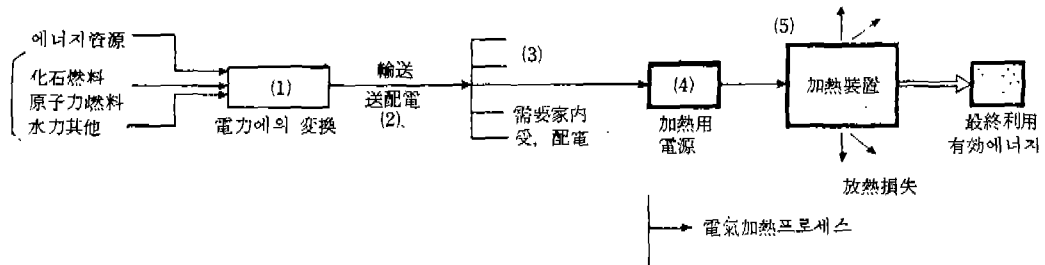 에너지資源
化石燃料
原子力燃料
水力其他
(1)
電力에의 変換
輸送
送配電
(2)、
(3)
需要家内
受, 配電
(4)
加熱用
電源
(5)
加熱装置
放熱損失
最終利用
有効에너지
電氣加熱프로세스